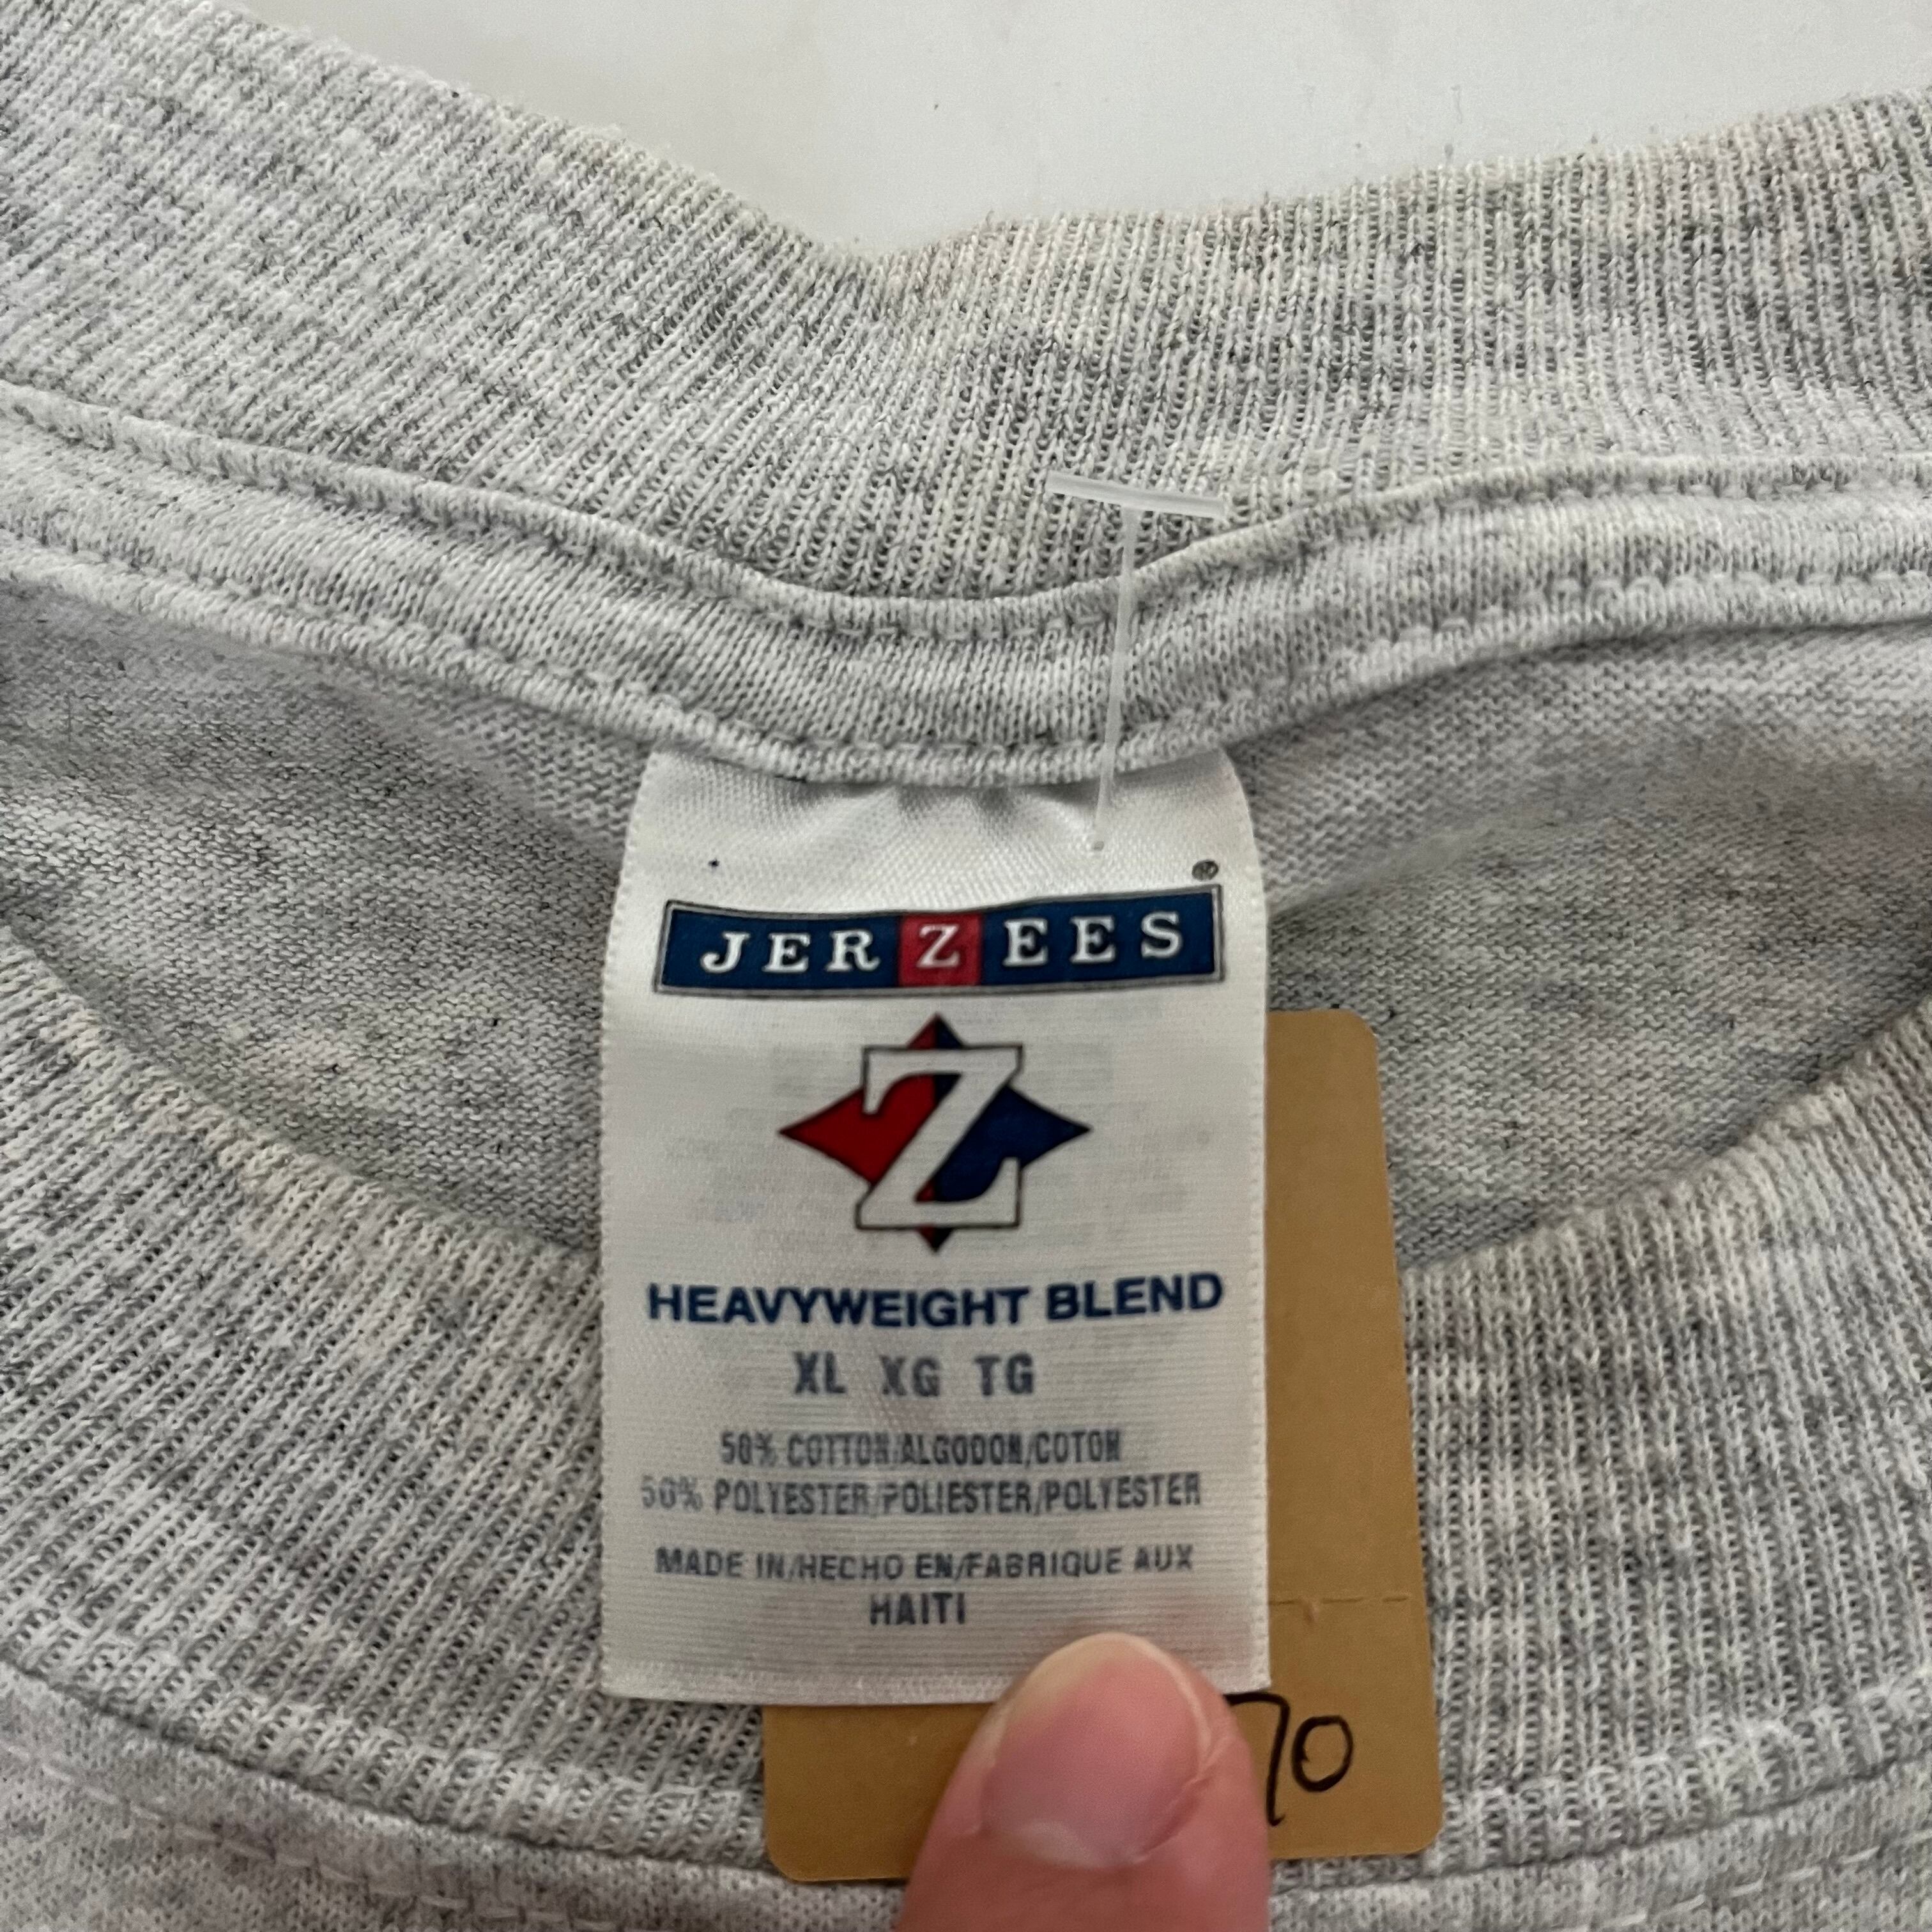 ®
JERZEES
Z
HEAVYWEIGHT BLEND
XL XG TG
50% COTTON/ALGODON/COTON
50% POLYESTER/POLIESTER/POLYESTER
MADE IN/HECHO EN/FABRIQUE AUX
HAITI
70